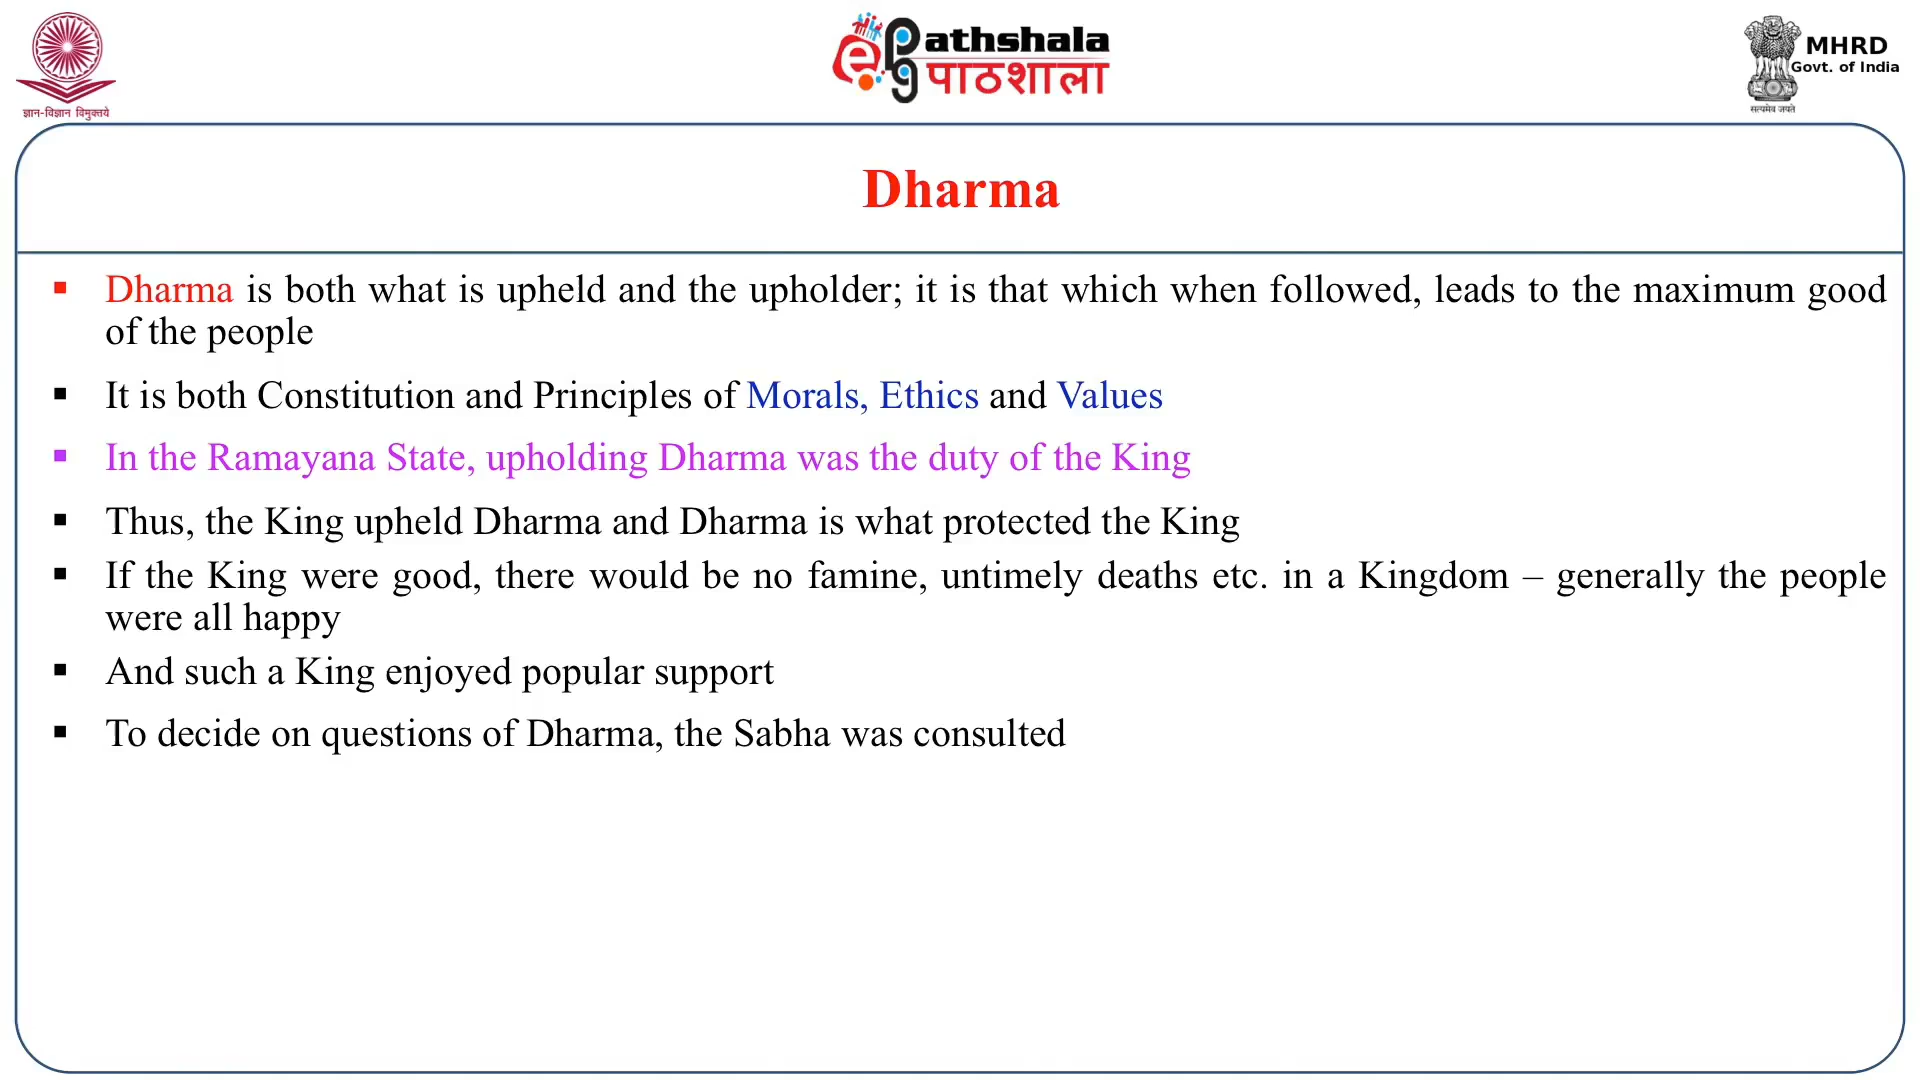 ज्ञान-विज्ञान विमुक्तये
ePathshala
पाठशाला
MHRD
Govt. of India
सत्यमेव जयते
Dharma
▪ Dharma is both what is upheld and the upholder; it is that which when followed, leads to the maximum good
of the people
▪ It is both Constitution and Principles of Morals, Ethics and Values
▪ In the Ramayana State, upholding Dharma was the duty of the King
▪ Thus, the King upheld Dharma and Dharma is what protected the King
▪ If the King were good, there would be no famine, untimely deaths etc. in a Kingdom – generally the people
were all happy
▪ And such a King enjoyed popular support
▪ To decide on questions of Dharma, the Sabha was consulted